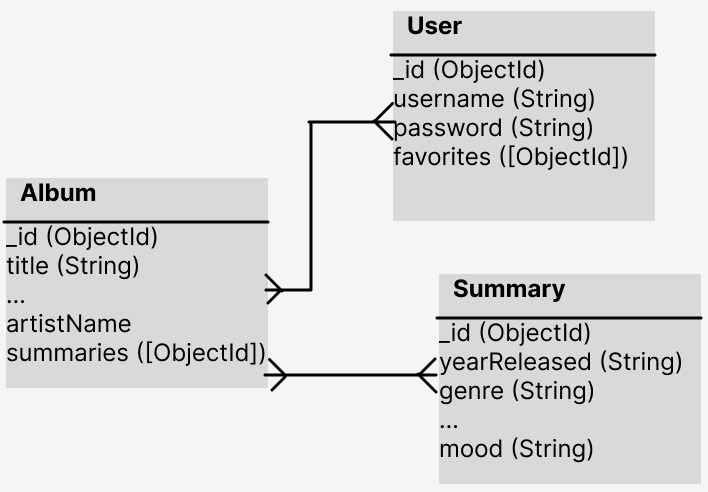 User
_id (ObjectId)
username (String)
password (String)
favorites ([ObjectId])
Album
_id (ObjectId)
title (String)
...
artistName
summaries ([ObjectId])
Summary
_id (ObjectId)
yearReleased (String)
genre (String)
...
mood (String)